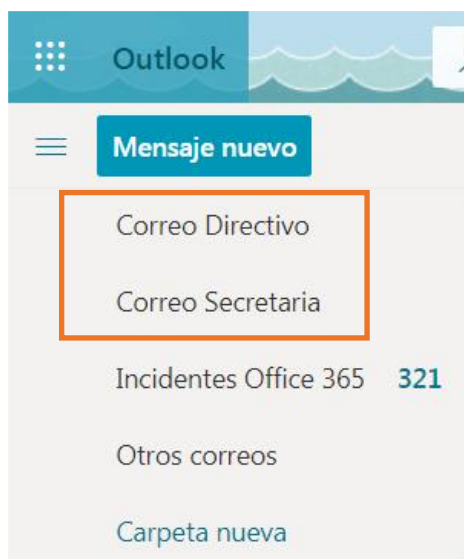 Outlook
Mensaje nuevo
Correo Directivo
Correo Secretaria
Incidentes Office 365 321
Otros correos
Carpeta nueva